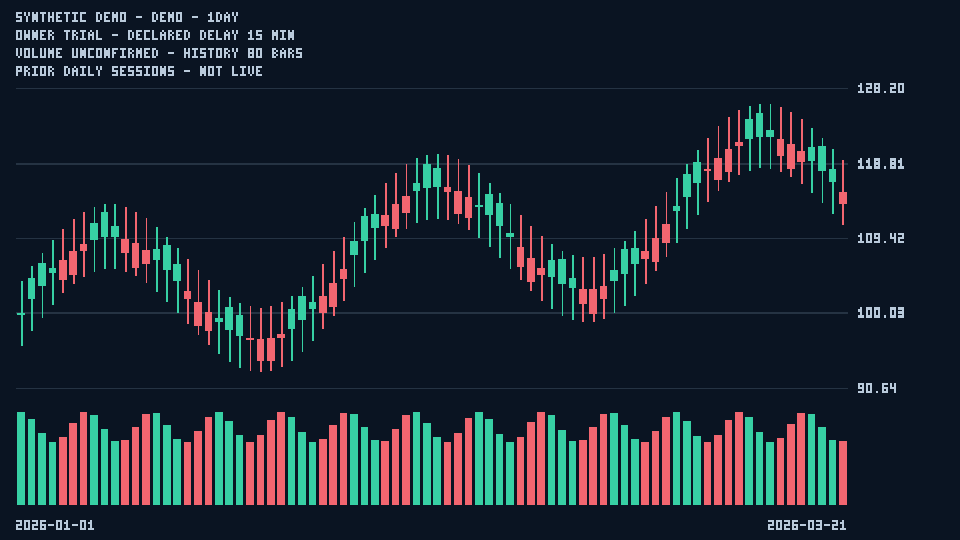 SYNTHETIC DEMO - DEMO - 1DAY
OWNER TRIAL - DECLARED DELAY 15 MIN
VOLUME UNCONFIRMED - HISTORY 80 BARS
PRIOR DAILY SESSIONS - NOT LIVE
128.20
118.81
109.42
100.03
90.64
2026-01-01 2026-03-21